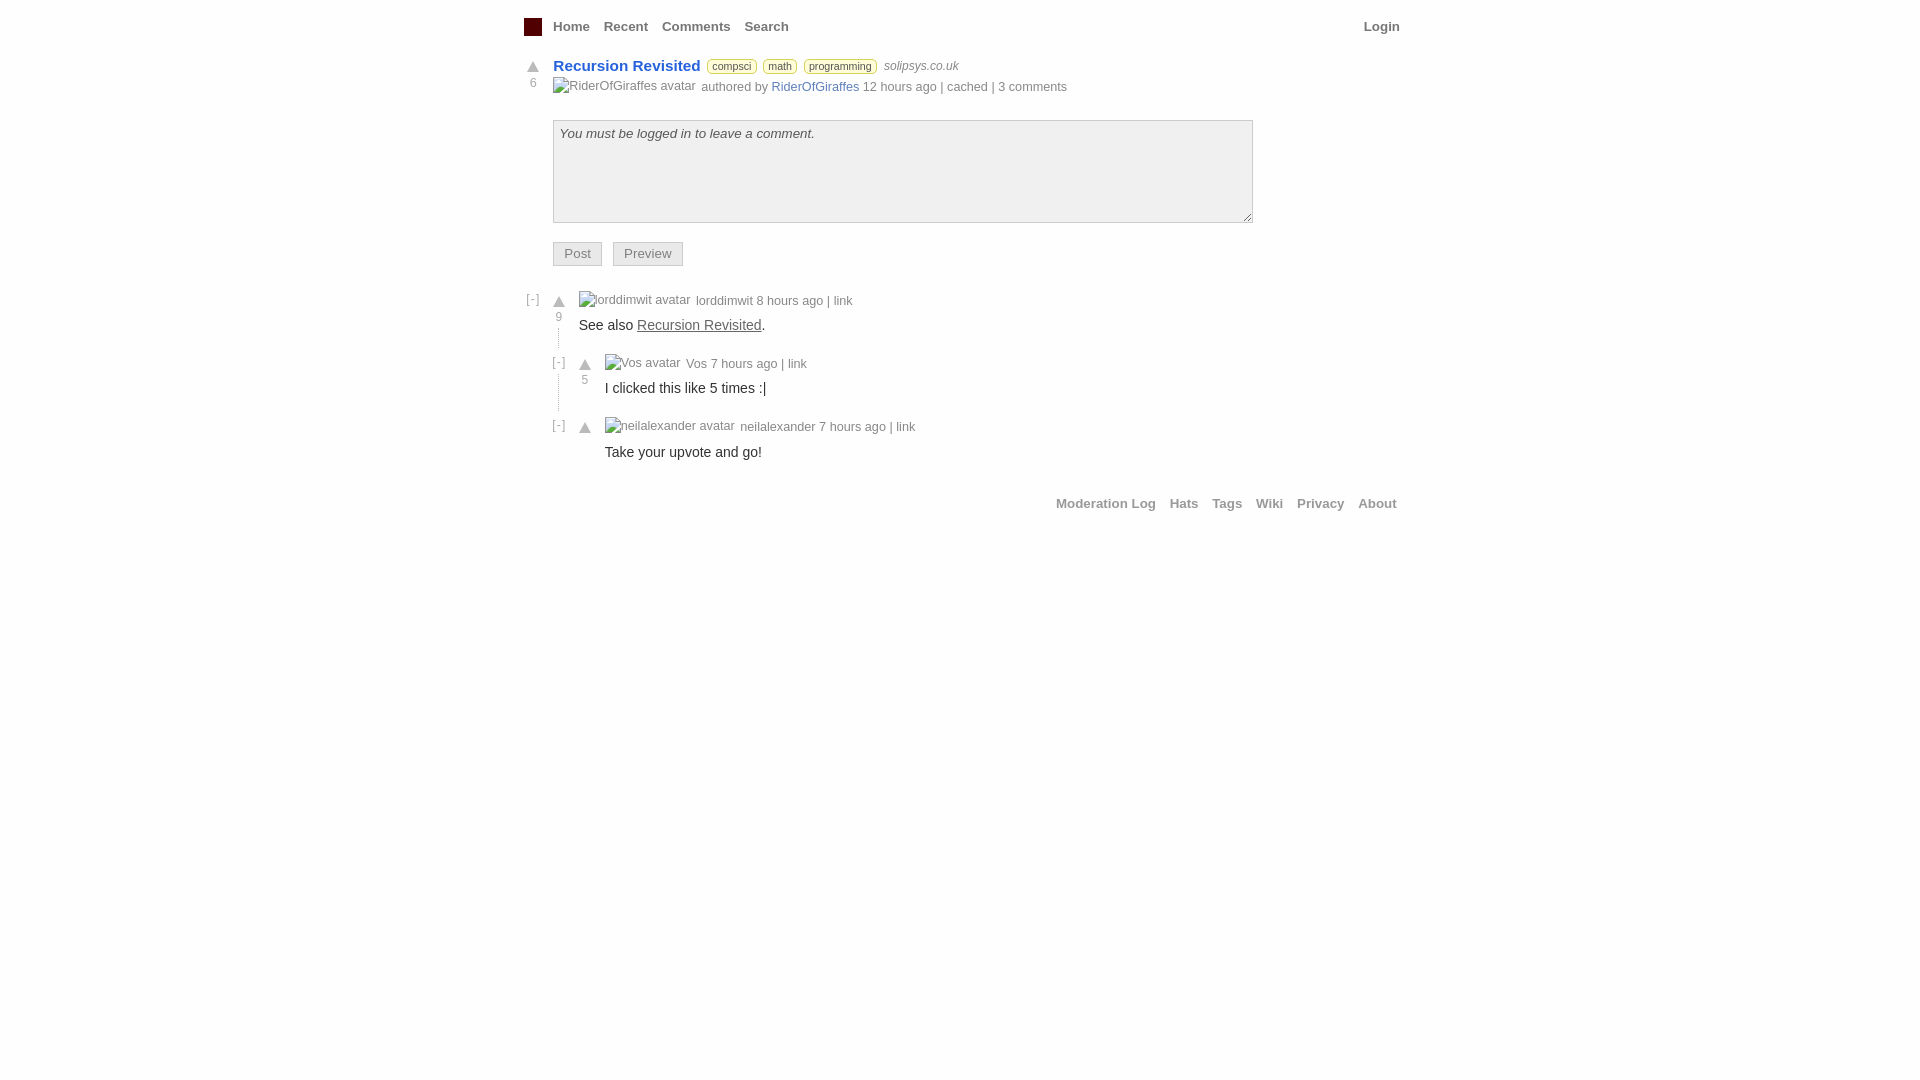 Home Recent Comments Search Login
Recursion Revisited compsci math programming solipsys.co.uk
6
RiderOfGiraffes avatar authored by RiderOfGiraffes 12 hours ago | cached | 3 comments
You must be logged in to leave a comment.
Post Preview
[-] lorddimwit avatar lorddimwit 8 hours ago | link
9
See also Recursion Revisited.
[-] Vos avatar Vos 7 hours ago | link
5
I clicked this like 5 times :|
[-] neilalexander avatar neilalexander 7 hours ago | link
Take your upvote and go!
Moderation Log Hats Tags Wiki Privacy About